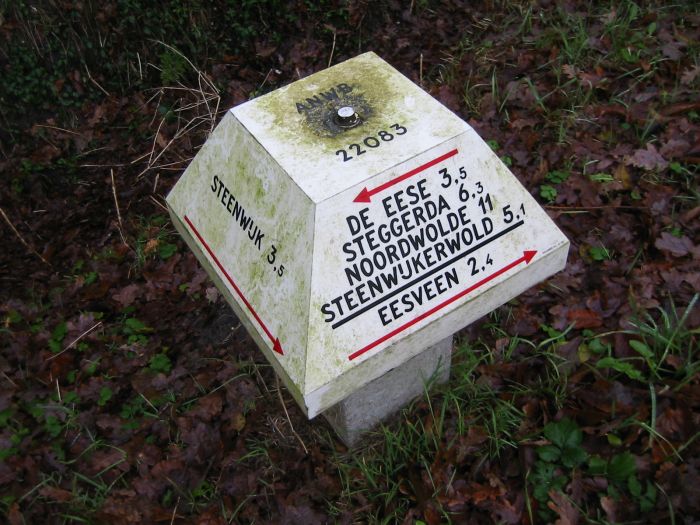 ANWB
22083
STEENWIJK 3,5
DE EESE 3,5
STEGGERDA 6,3
NOORDWOLDE 11
STEENWIJKERWOLD 5,1
EESVEEN 2,4